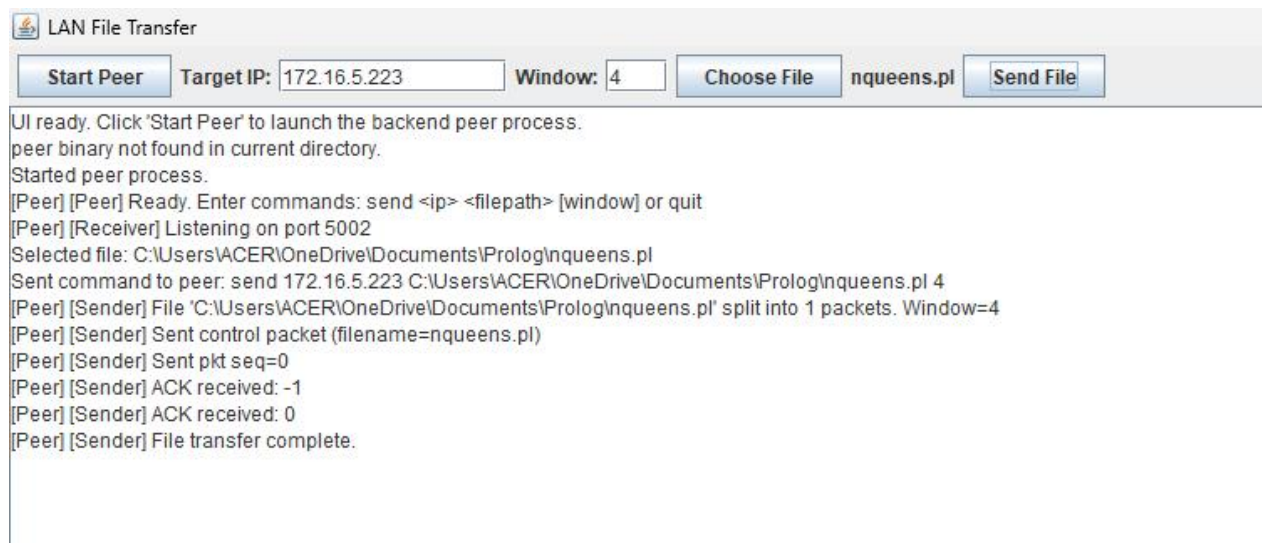 LAN File Transfer
Start Peer Target IP: 172.16.5.223 Window: 4 Choose File nqueens.pl Send File
UI ready. Click 'Start Peer' to launch the backend peer process.
peer binary not found in current directory.
Started peer process.
[Peer] [Peer] Ready. Enter commands: send <ip> <filepath> [window] or quit
[Peer] [Receiver] Listening on port 5002
Selected file: C:\Users\ACER\OneDrive\Documents\Prolog\nqueens.pl
Sent command to peer: send 172.16.5.223 C:\Users\ACER\OneDrive\Documents\Prolog\nqueens.pl 4
[Peer] [Sender] File 'C:\Users\ACER\OneDrive\Documents\Prolog\nqueens.pl' split into 1 packets. Window=4
[Peer] [Sender] Sent control packet (filename=nqueens.pl)
[Peer] [Sender] Sent pkt seq=0
[Peer] [Sender] ACK received: -1
[Peer] [Sender] ACK received: 0
[Peer] [Sender] File transfer complete.